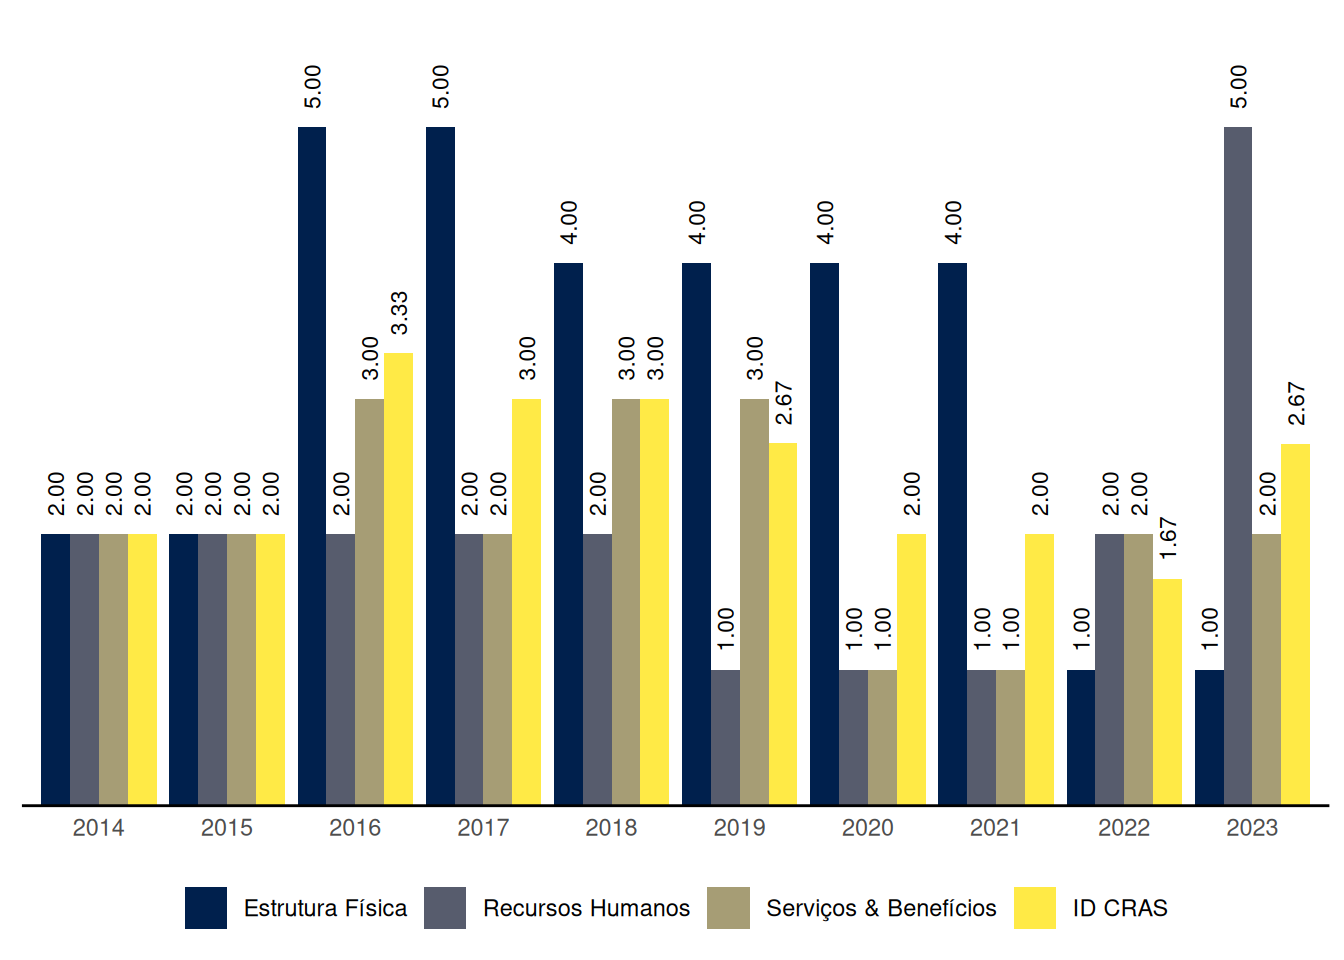 5.00 5.00 5.00
4.00 4.00 4.00 4.00
3.33
3.00 3.00 3.00 3.00 3.00
2.67 2.67
2.00 2.00 2.00 2.00 2.00 2.00 2.00 2.00 2.00 2.00 2.00 2.00 2.00 2.00 2.00 2.00 2.00
1.67
1.00 1.00 1.00 1.00 1.00 1.00 1.00
2014 2015 2016 2017 2018 2019 2020 2021 2022 2023
Estrutura Física Recursos Humanos Serviços & Benefícios ID CRAS